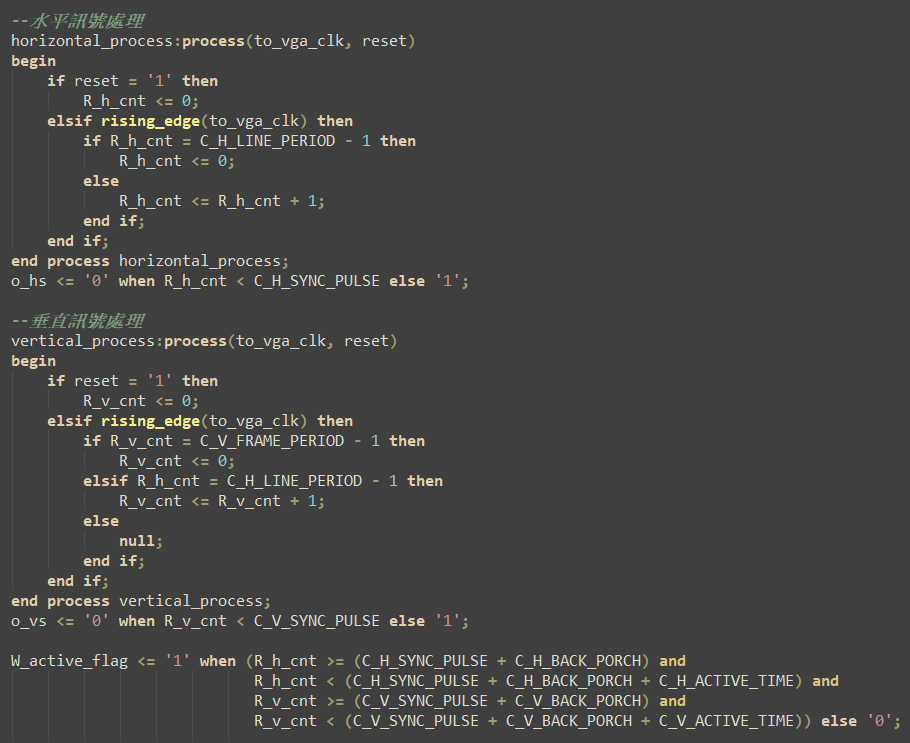 --水平訊號處理
horizontal_process:process(to_vga_clk, reset)
begin
    if reset = '1' then
        R_h_cnt <= 0;
    elsif rising_edge(to_vga_clk) then
        if R_h_cnt = C_H_LINE_PERIOD - 1 then
            R_h_cnt <= 0;
        else
            R_h_cnt <= R_h_cnt + 1;
        end if;
    end if;
end process horizontal_process;
o_hs <= '0' when R_h_cnt < C_H_SYNC_PULSE else '1';

--垂直訊號處理
vertical_process:process(to_vga_clk, reset)
begin
    if reset = '1' then
        R_v_cnt <= 0;
    elsif rising_edge(to_vga_clk) then
        if R_v_cnt = C_V_FRAME_PERIOD - 1 then
            R_v_cnt <= 0;
        elsif R_h_cnt = C_H_LINE_PERIOD - 1 then
            R_v_cnt <= R_v_cnt + 1;
        else
            null;
        end if;
    end if;
end process vertical_process;
o_vs <= '0' when R_v_cnt < C_V_SYNC_PULSE else '1';

W_active_flag <= '1' when (R_h_cnt >= (C_H_SYNC_PULSE + C_H_BACK_PORCH) and
                           R_h_cnt < (C_H_SYNC_PULSE + C_H_BACK_PORCH + C_H_ACTIVE_TIME) and
                           R_v_cnt >= (C_V_SYNC_PULSE + C_V_BACK_PORCH) and
                           R_v_cnt < (C_V_SYNC_PULSE + C_V_BACK_PORCH + C_V_ACTIVE_TIME)) else '0';